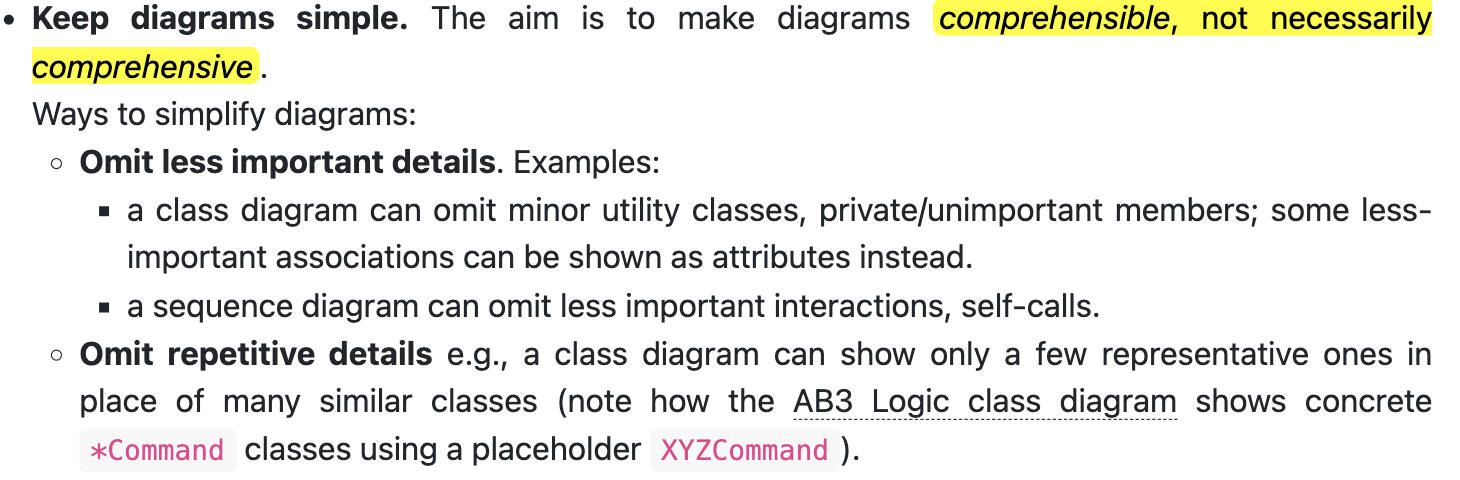 • Keep diagrams simple. The aim is to make diagrams comprehensible, not necessarily
comprehensive.
Ways to simplify diagrams:
◦ Omit less important details. Examples:
▪ a class diagram can omit minor utility classes, private/unimportant members; some less-
important associations can be shown as attributes instead.
▪ a sequence diagram can omit less important interactions, self-calls.
◦ Omit repetitive details e.g., a class diagram can show only a few representative ones in
place of many similar classes (note how the AB3 Logic class diagram shows concrete
*Command classes using a placeholder XYZCommand ).